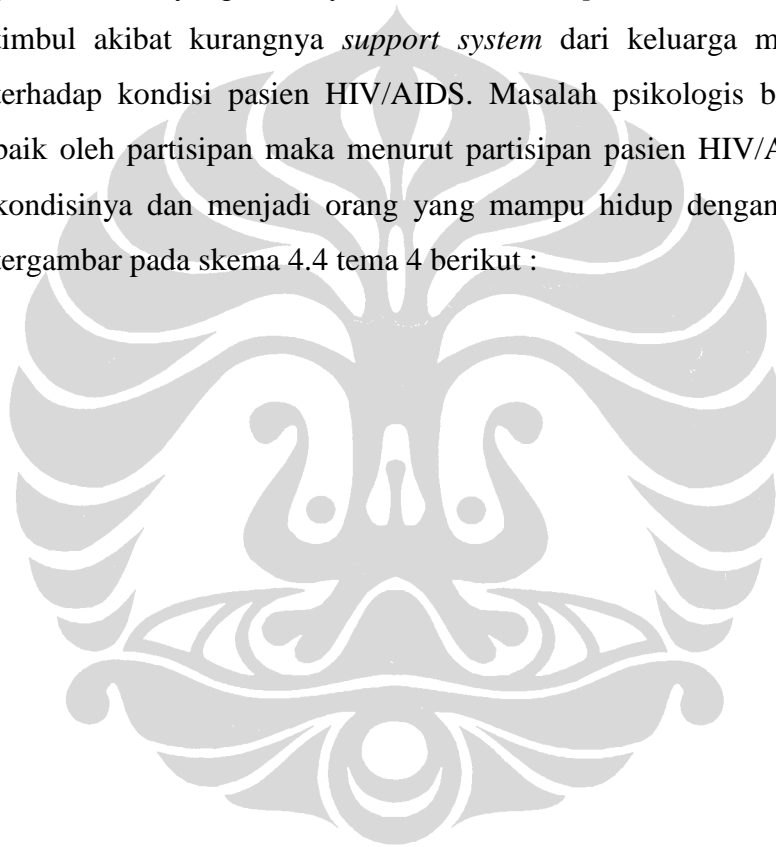 timbul akibat kurangnya support system dari keluarga m
terhadap kondisi pasien HIV/AIDS. Masalah psikologis b
baik oleh partisipan maka menurut partisipan pasien HIV/A
kondisinya dan menjadi orang yang mampu hidup dengan
tergambar pada skema 4.4 tema 4 berikut :